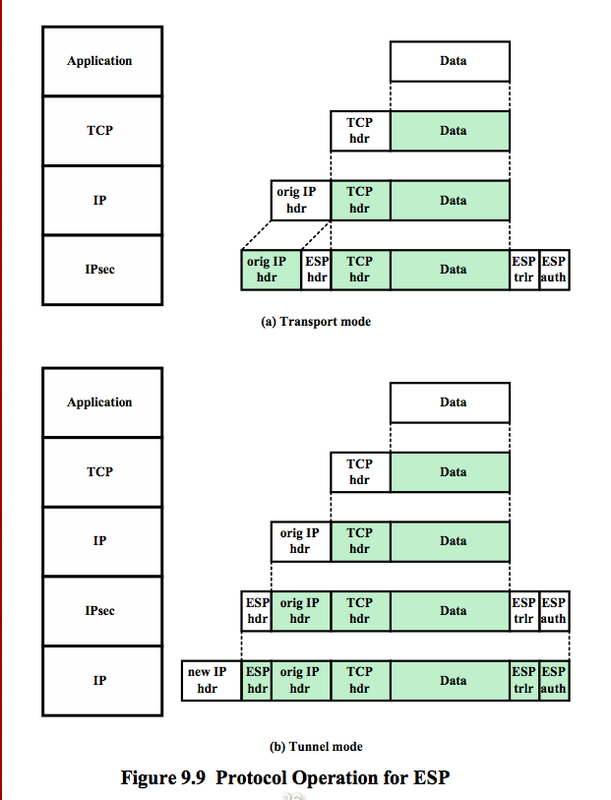 Application
Data
TCP
TCP
hdr
Data
IP
orig IP
hdr
TCP
hdr
Data
IPsec
orig IP
hdr
ESP
hdr
TCP
hdr
Data
ESP
trlr
ESP
auth
(a) Transport mode
Application
Data
TCP
TCP
hdr
Data
IP
orig IP
hdr
TCP
hdr
Data
IPsec
ESP
hdr
orig IP
hdr
TCP
hdr
Data
ESP
trlr
ESP
auth
IP
new IP
hdr
ESP
hdr
orig IP
hdr
TCP
hdr
Data
ESP
trlr
ESP
auth
(b) Tunnel mode
Figure 9.9 Protocol Operation for ESP